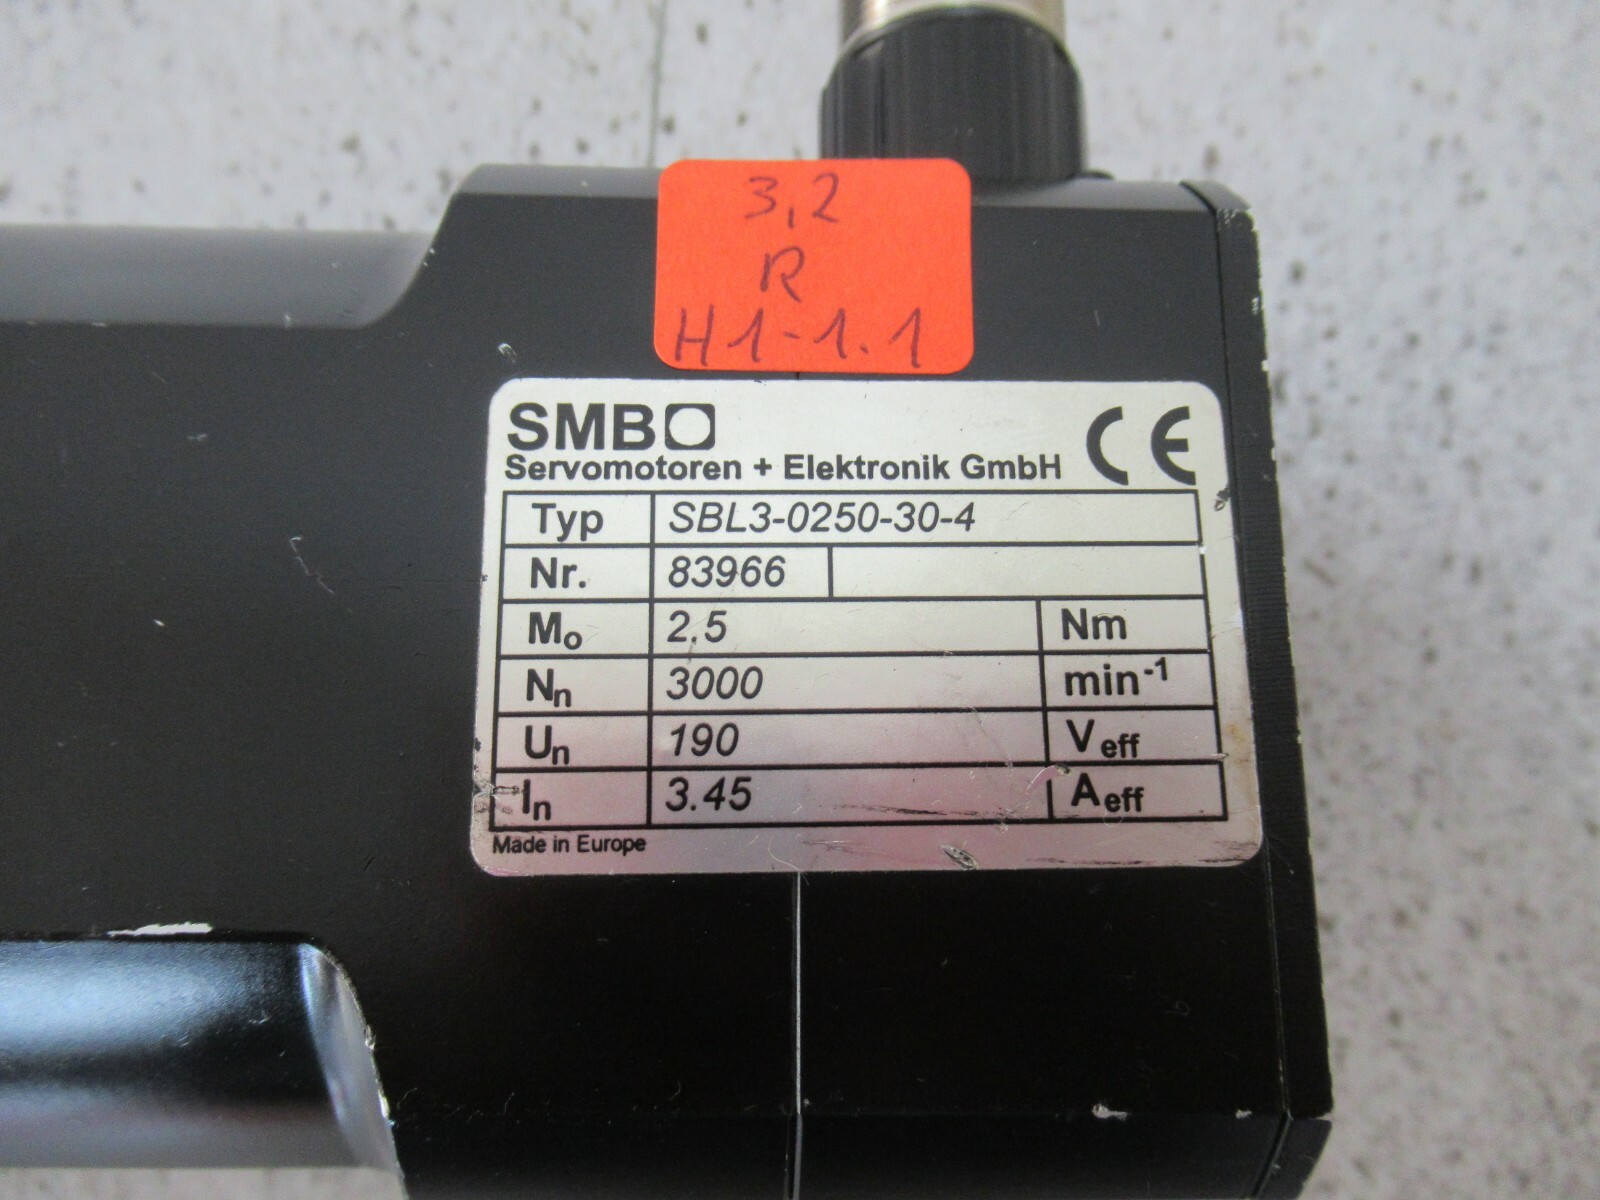 3,2
R
H1-1.1
SMB
Servomotoren + Elektronik GmbH CE
Typ SBL3-0250-30-4
Nr. 83966
Mo 2.5 Nm
Nn 3000 min-1
Un 190 Veff
In 3.45 Aeff
Made in Europe